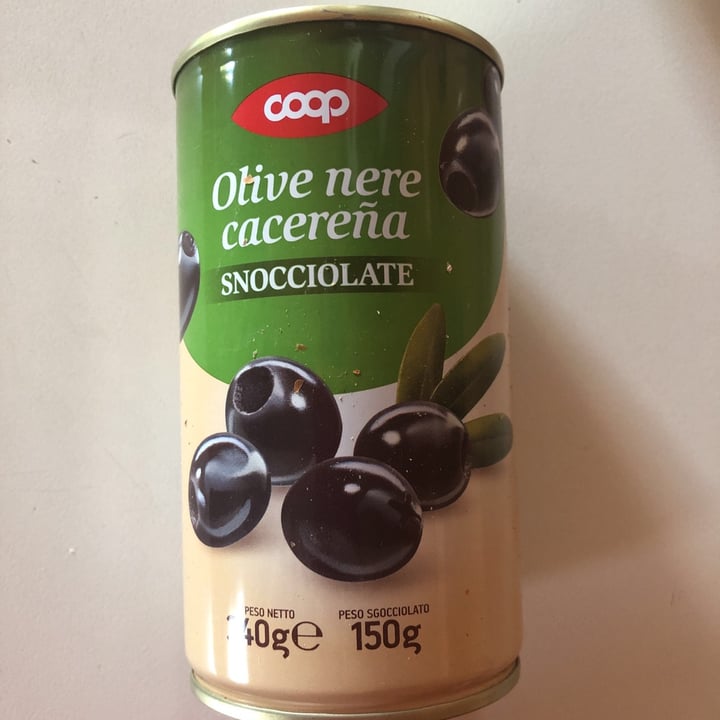 coop
Olive nere
cacereña
SNOCCIOLATE
PESO NETTO PESO SGOCCIOLATO
40g℮ 150g